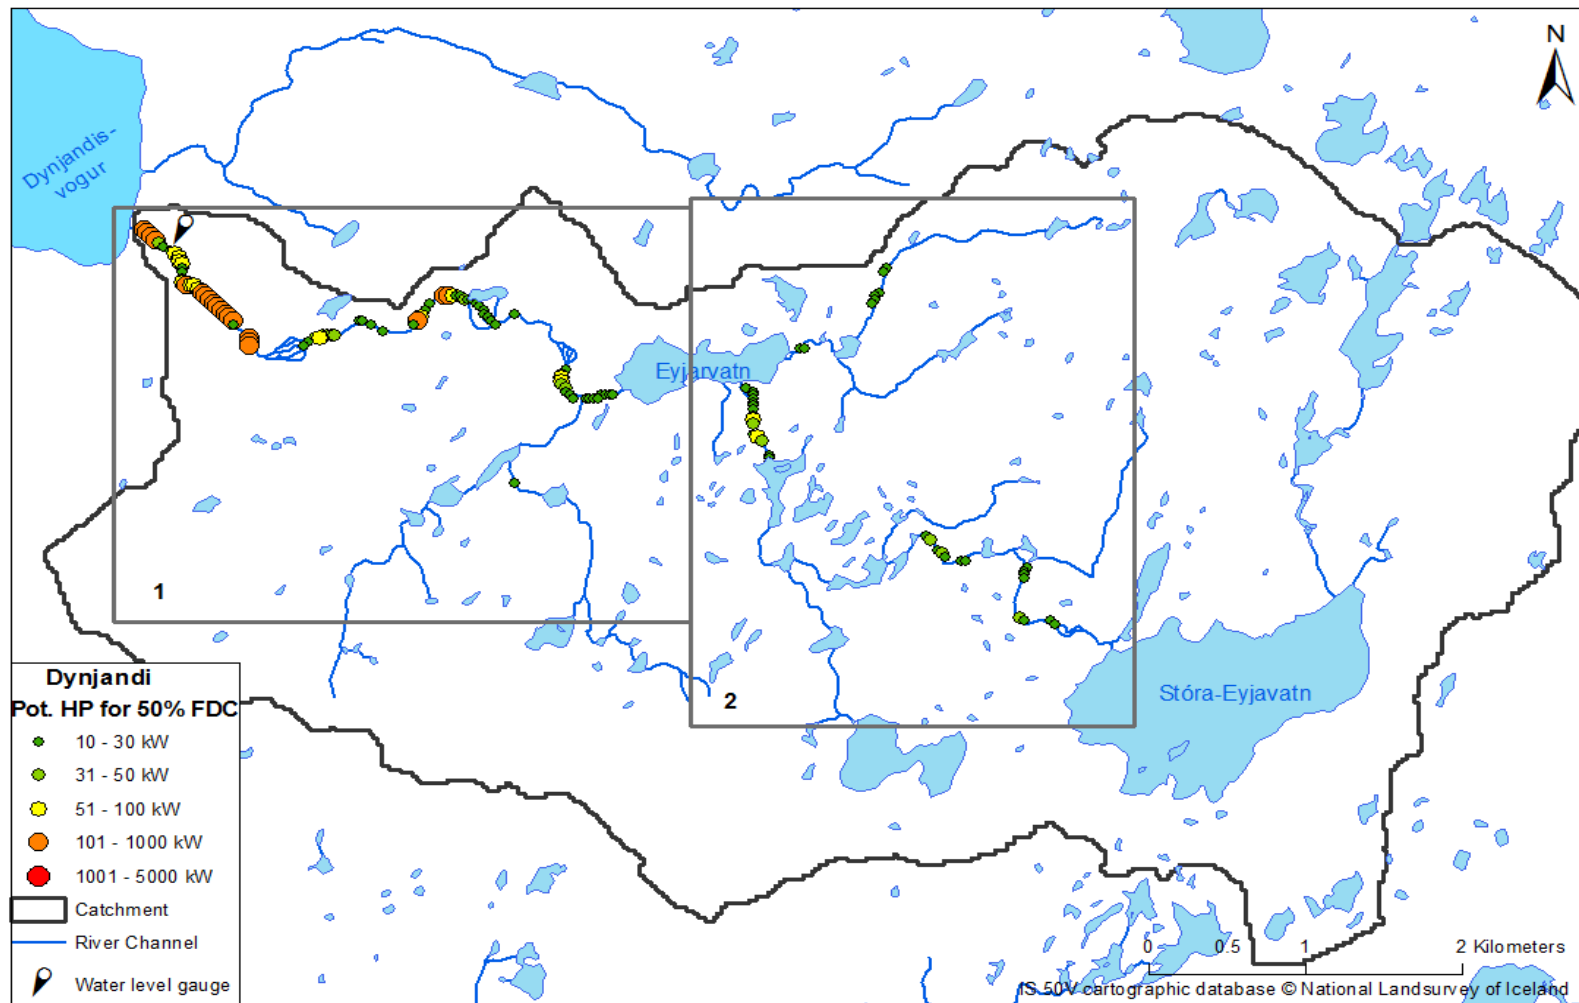 N
Dynjandis-
vogur
Eyjarvatn
1
2
Stóra-Eyjavatn
Dynjandi
Pot. HP for 50% FDC
10 - 30 kW
31 - 50 kW
51 - 100 kW
101 - 1000 kW
1001 - 5000 kW
Catchment
River Channel
Water level gauge
0 0.5 1 2 Kilometers
IS 50V cartographic database © National Landsurvey of Iceland